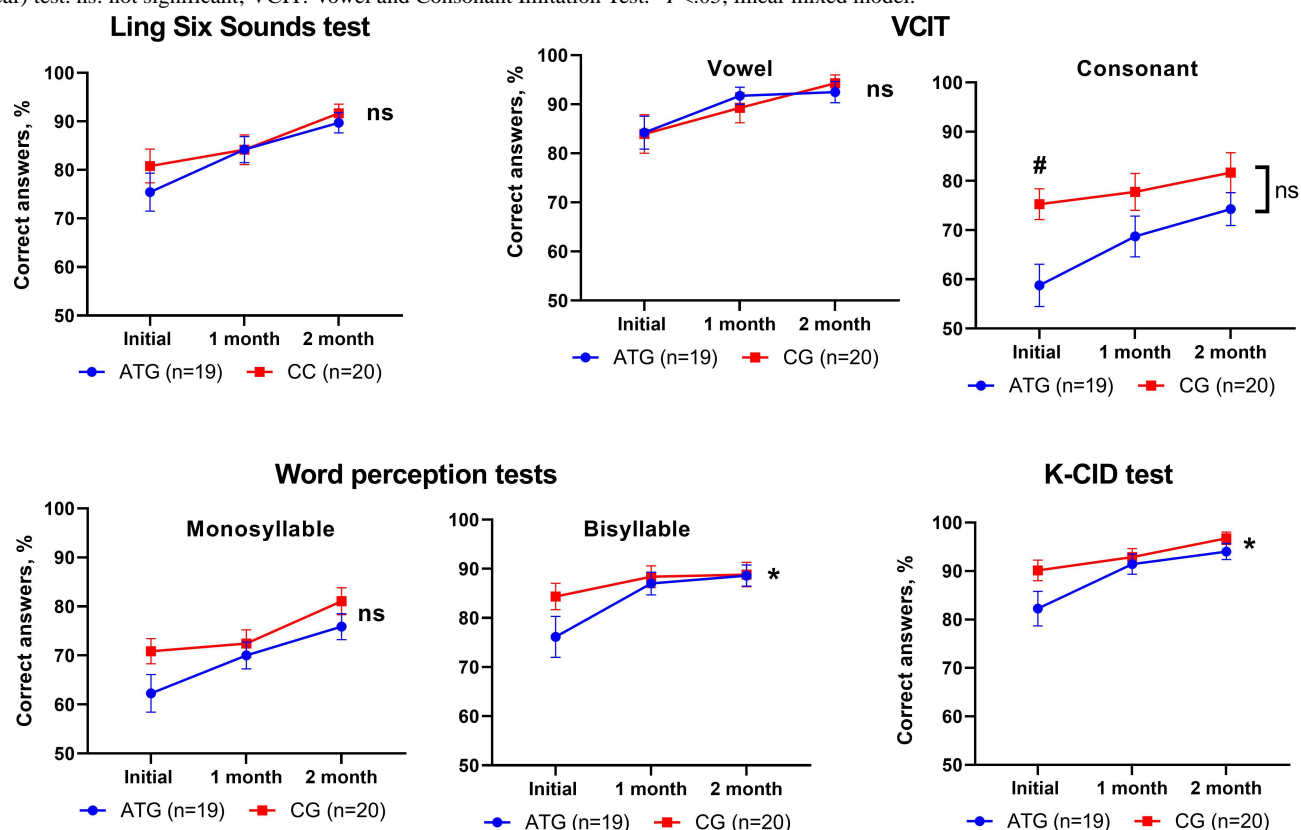 Ling Six Sounds test
VCIT
Correct answers, %
100
90
80
70
60
50
ns
Initial
1 month
2 month
ATG (n=19)
CC (n=20)
Vowel
Correct answers, %
100
90
80
70
60
50
ns
Initial
1 month
2 month
ATG (n=19)
CG (n=20)
Consonant
100
90
80
70
60
50
#
ns
Initial
1 month
2 month
ATG (n=19)
CG (n=20)
Word perception tests
K-CID test
Monosyllable
Correct answers, %
100
90
80
70
60
50
ns
Initial
1 month
2 month
ATG (n=19)
CG (n=20)
Bisyllable
100
90
80
70
60
50
*
Initial
1 month
2 month
ATG (n=19)
CG (n=20)
Correct answers, %
100
90
80
70
60
50
*
Initial
1 month
2 month
ATG (n=19)
CG (n=20)